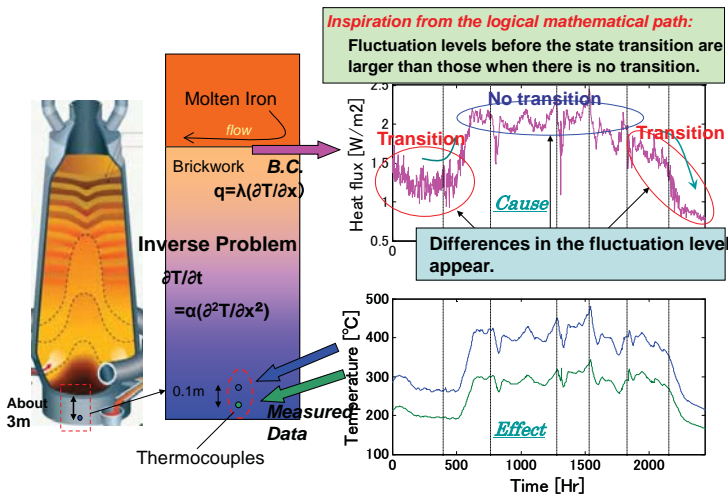 Inspiration from the logical mathematical path:
Fluctuation levels before the state transition are
larger than those when there is no transition.
Molten Iron
flow
Brickwork
B.C.
q=λ(∂T/∂x)
Inverse Problem
∂T/∂t
=α(∂²T/∂x²)
0.1m
About
3m
Measured
Data
Thermocouples
Heat flux [W/m2]
2.5
2
1.5
1
0.5
No transition
Transition
Transition
Cause
Differences in the fluctuation level
appear.
Temperature [°C]
500
400
300
200
100
0
500
1000
1500
2000
Effect
Time [Hr]